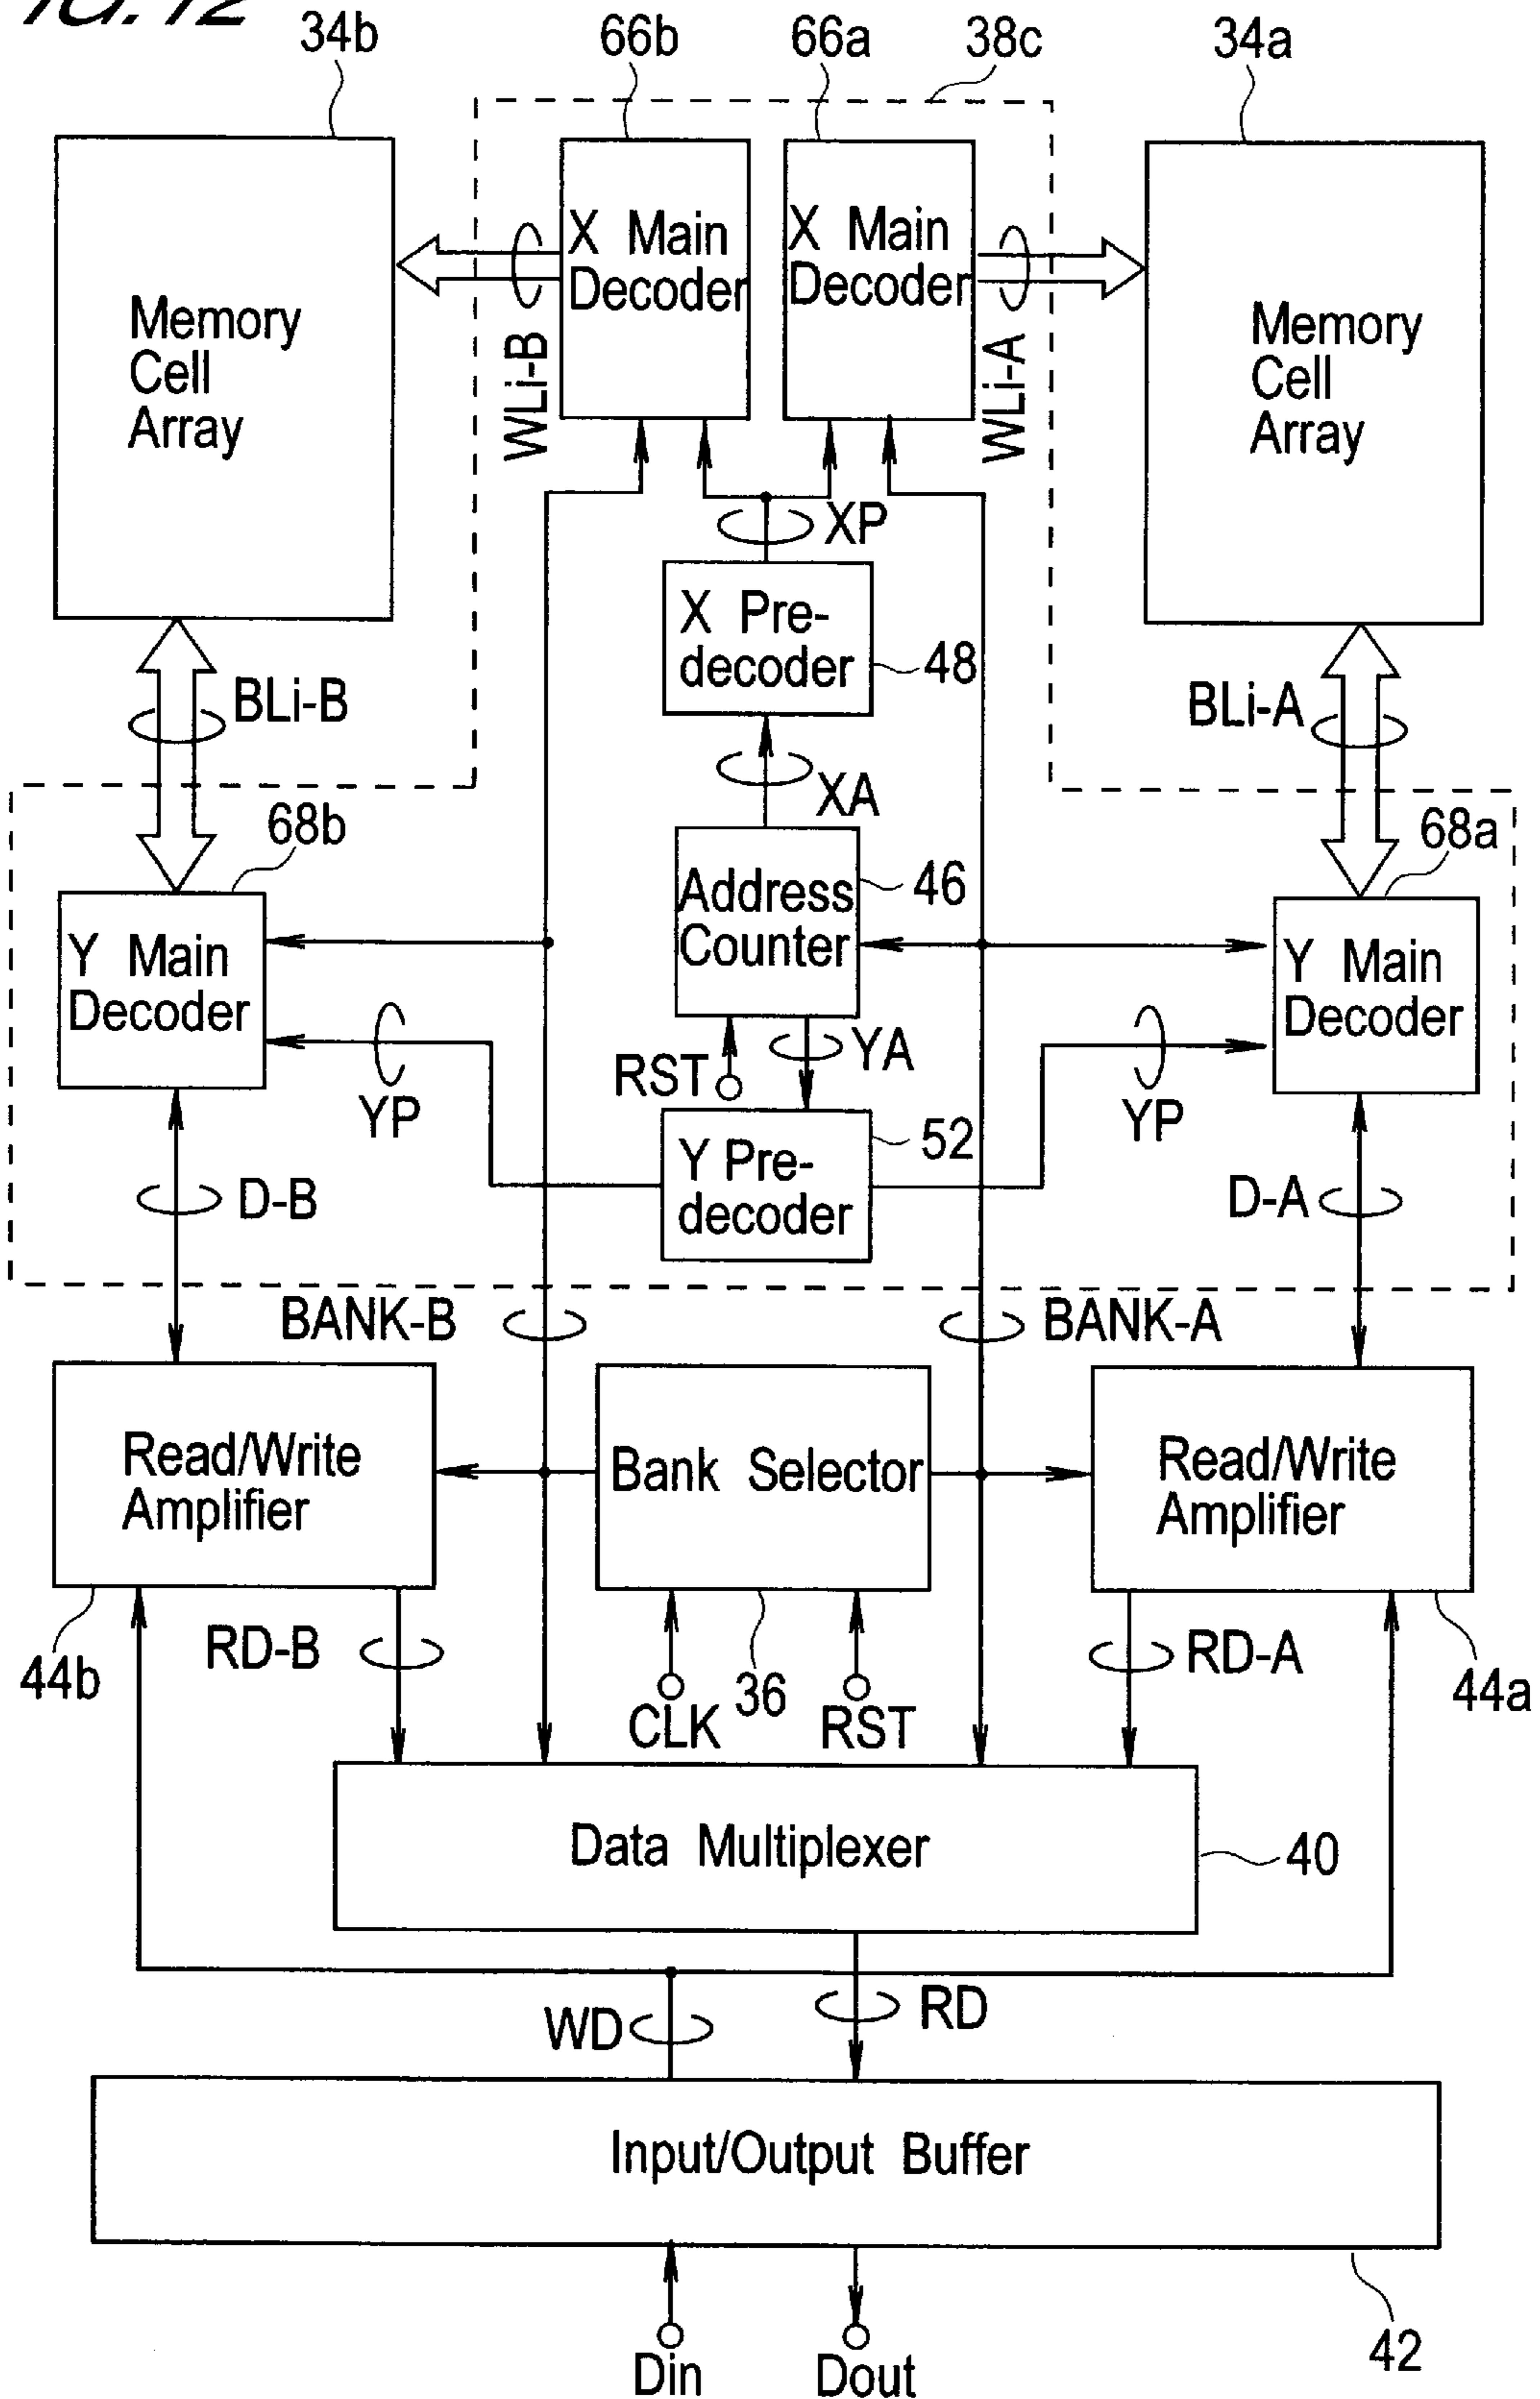 FIG. 12
34b
66b
66a
38c
34a
X Main
Decoder
X Main
Decoder
Memory
Cell
Array
Memory
Cell
Array
WLi-B
WLi-A
XP
X Pre-
decoder
48
BLi-B
BLi-A
XA
68b
68a
Address
Counter
46
Y Main
Decoder
Y Main
Decoder
RST
YA
YP
YP
52
Y Pre-
decoder
D-B
D-A
BANK-B
BANK-A
Read/Write
Amplifier
Bank Selector
Read/Write
Amplifier
44b
RD-B
CLK
36
RST
RD-A
44a
Data Multiplexer
40
WD
RD
Input/Output Buffer
Din
Dout
42